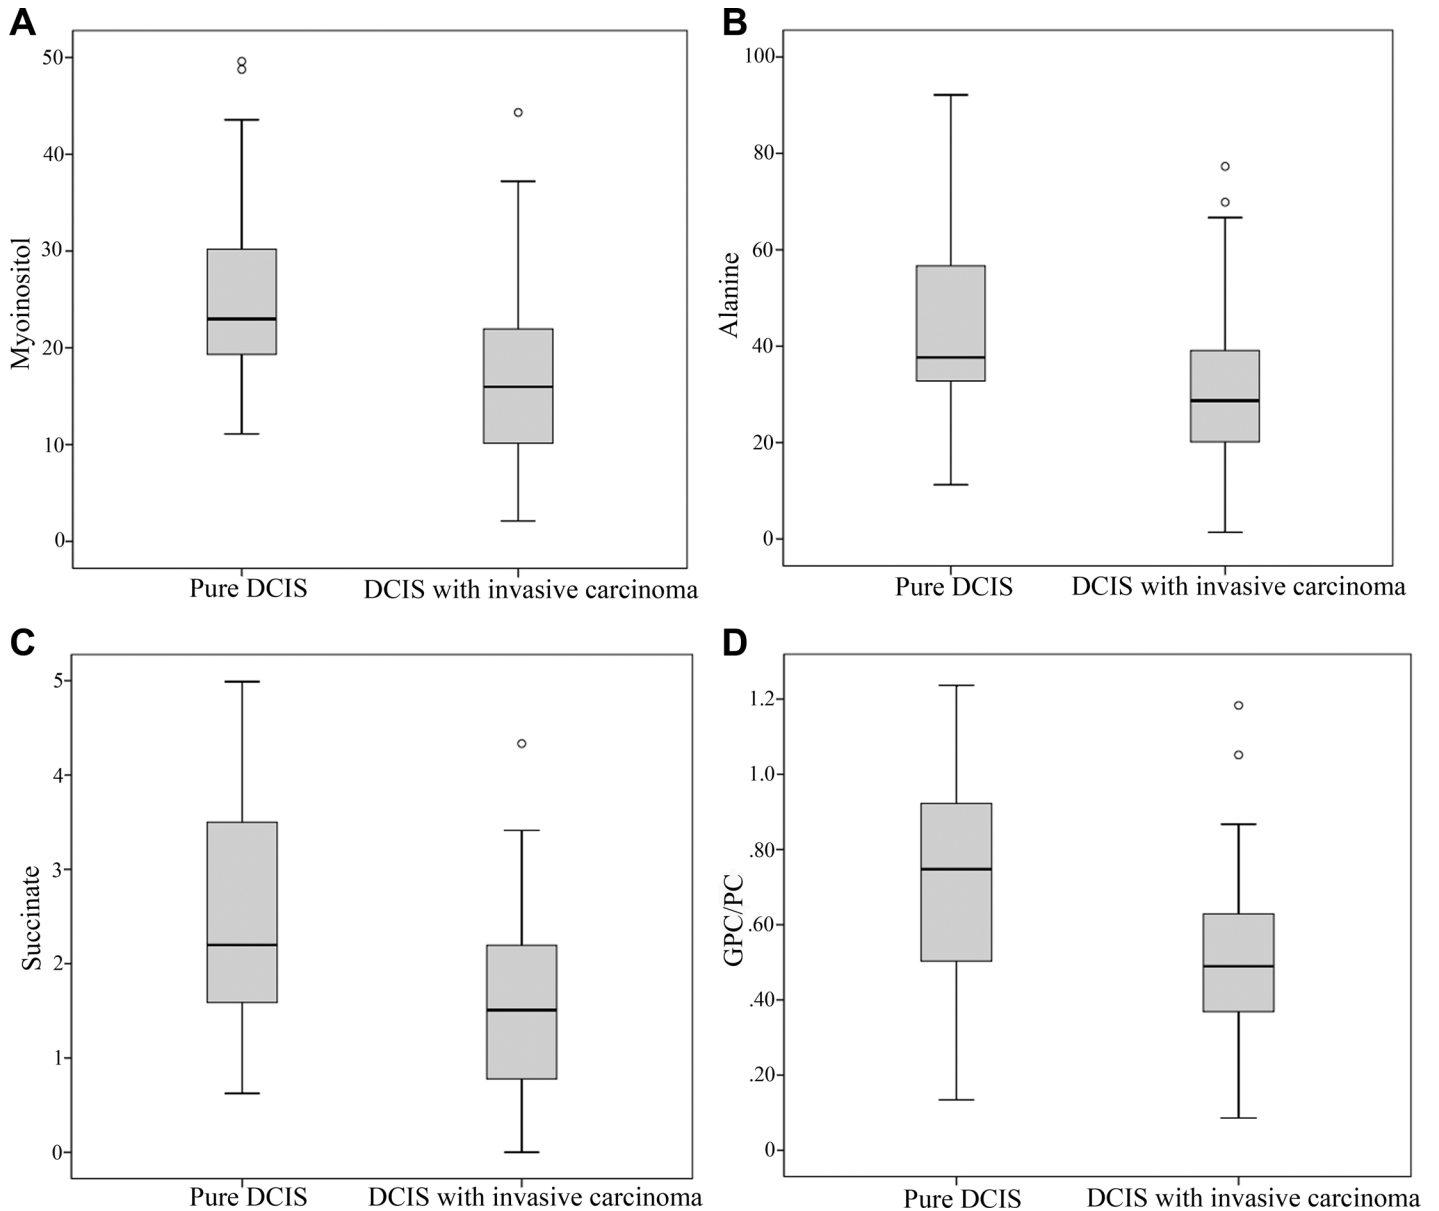 A
50
40
30
20
10
0
Myoinositol
Pure DCIS
DCIS with invasive carcinoma
B
100
80
60
40
20
0
Alanine
Pure DCIS
DCIS with invasive carcinoma
C
5
4
3
2
1
0
Succinate
Pure DCIS
DCIS with invasive carcinoma
D
1.2
1.0
.80
.60
.40
.20
0
GPC/PC
Pure DCIS
DCIS with invasive carcinoma